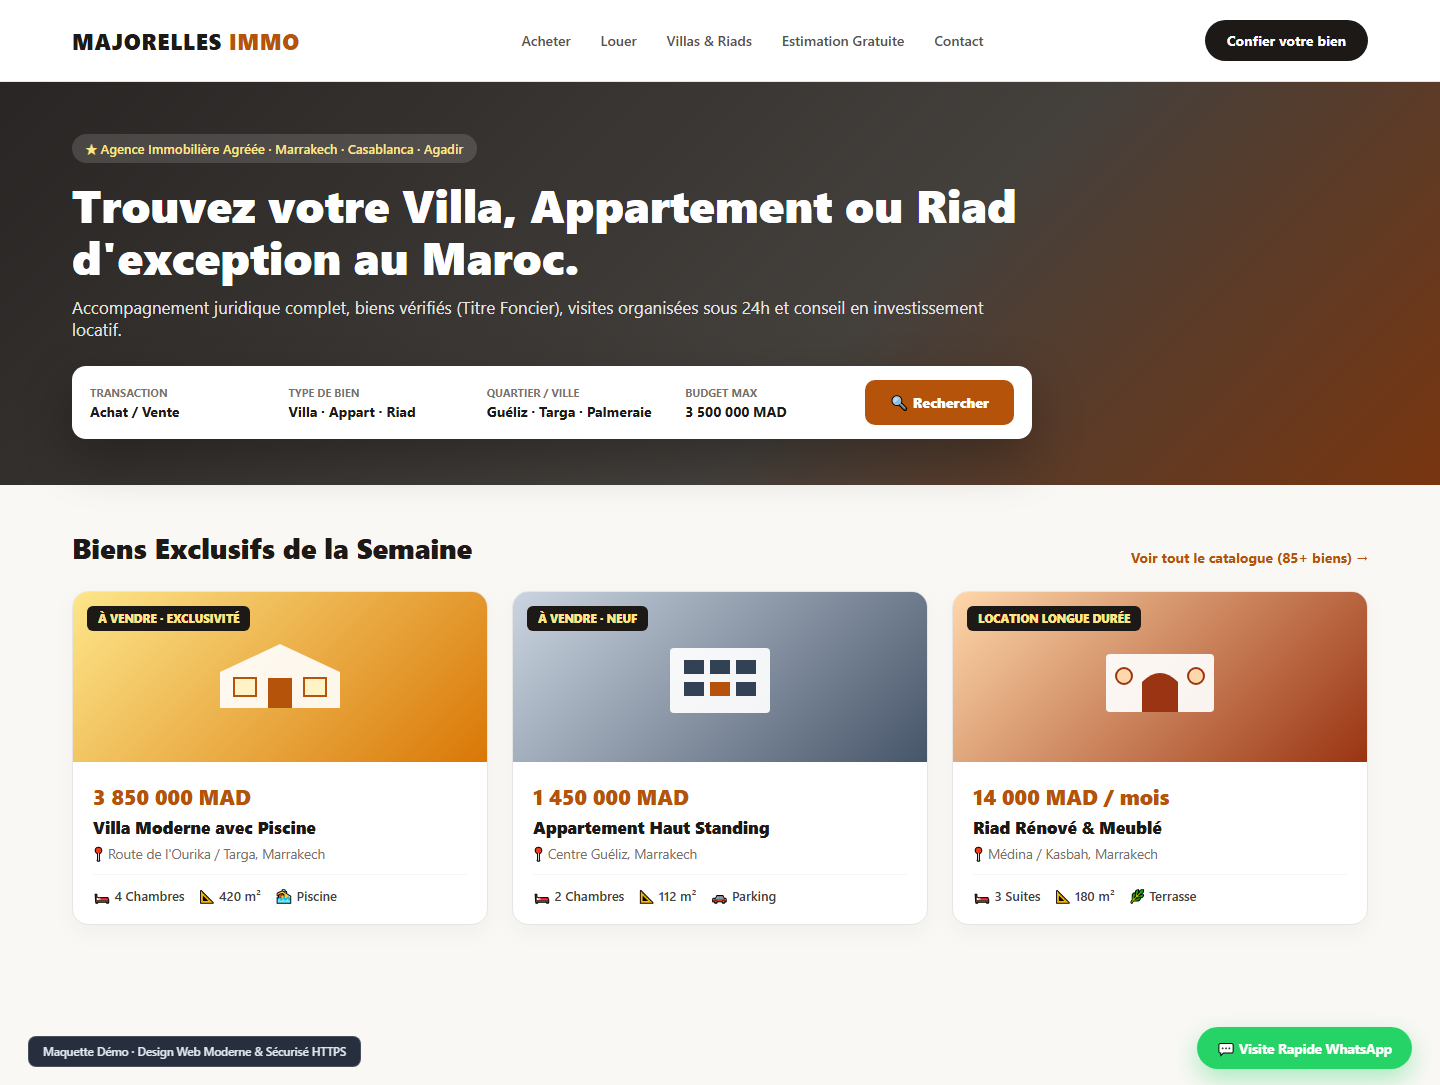 MAJORELLES IMMO
Acheter
Louer
Villas & Riads
Estimation Gratuite
Contact
Confier votre bien
★ Agence Immobilière Agréée · Marrakech · Casablanca · Agadir
Trouvez votre Villa, Appartement ou Riad
d'exception au Maroc.
Accompagnement juridique complet, biens vérifiés (Titre Foncier), visites organisées sous 24h et conseil en investissement
locatif.
TRANSACTION
Achat / Vente
TYPE DE BIEN
Villa · Appart · Riad
QUARTIER / VILLE
Guéliz · Targa · Palmeraie
BUDGET MAX
3 500 000 MAD
🔍 Rechercher
Biens Exclusifs de la Semaine
Voir tout le catalogue (85+ biens) →
À VENDRE · EXCLUSIVITÉ
3 850 000 MAD
Villa Moderne avec Piscine
📍 Route de l'Ourika / Targa, Marrakech
🛏️ 4 Chambres 📐 420 m² 🏊 Piscine
À VENDRE · NEUF
1 450 000 MAD
Appartement Haut Standing
📍 Centre Guéliz, Marrakech
🛏️ 2 Chambres 📐 112 m² 🚗 Parking
LOCATION LONGUE DURÉE
14 000 MAD / mois
Riad Rénové & Meublé
📍 Médina / Kasbah, Marrakech
🛏️ 3 Suites 📐 180 m² 🌿 Terrasse
Maquette Démo · Design Web Moderne & Sécurisé HTTPS
💬 Visite Rapide WhatsApp